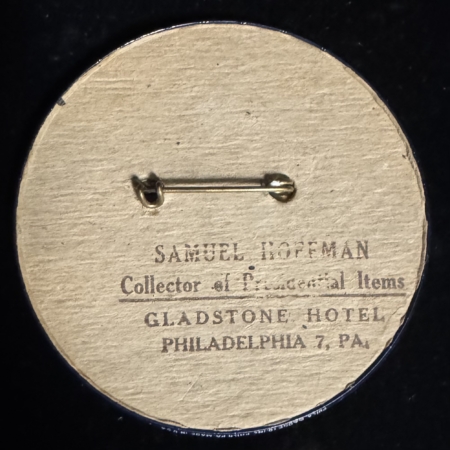 SAMUEL HOFFMAN
Collector of Presidential Items
GLADSTONE HOTEL
PHILADELPHIA 7, PA.